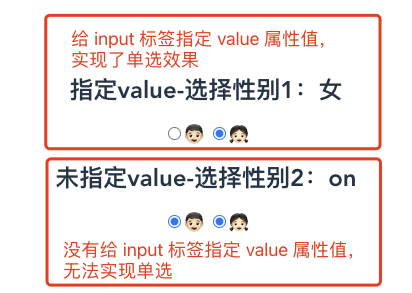 给 input 标签指定 value 属性值，
实现了单选效果
指定value-选择性别1：女
未指定value-选择性别2：on
没有给 input 标签指定 value 属性值，
无法实现单选